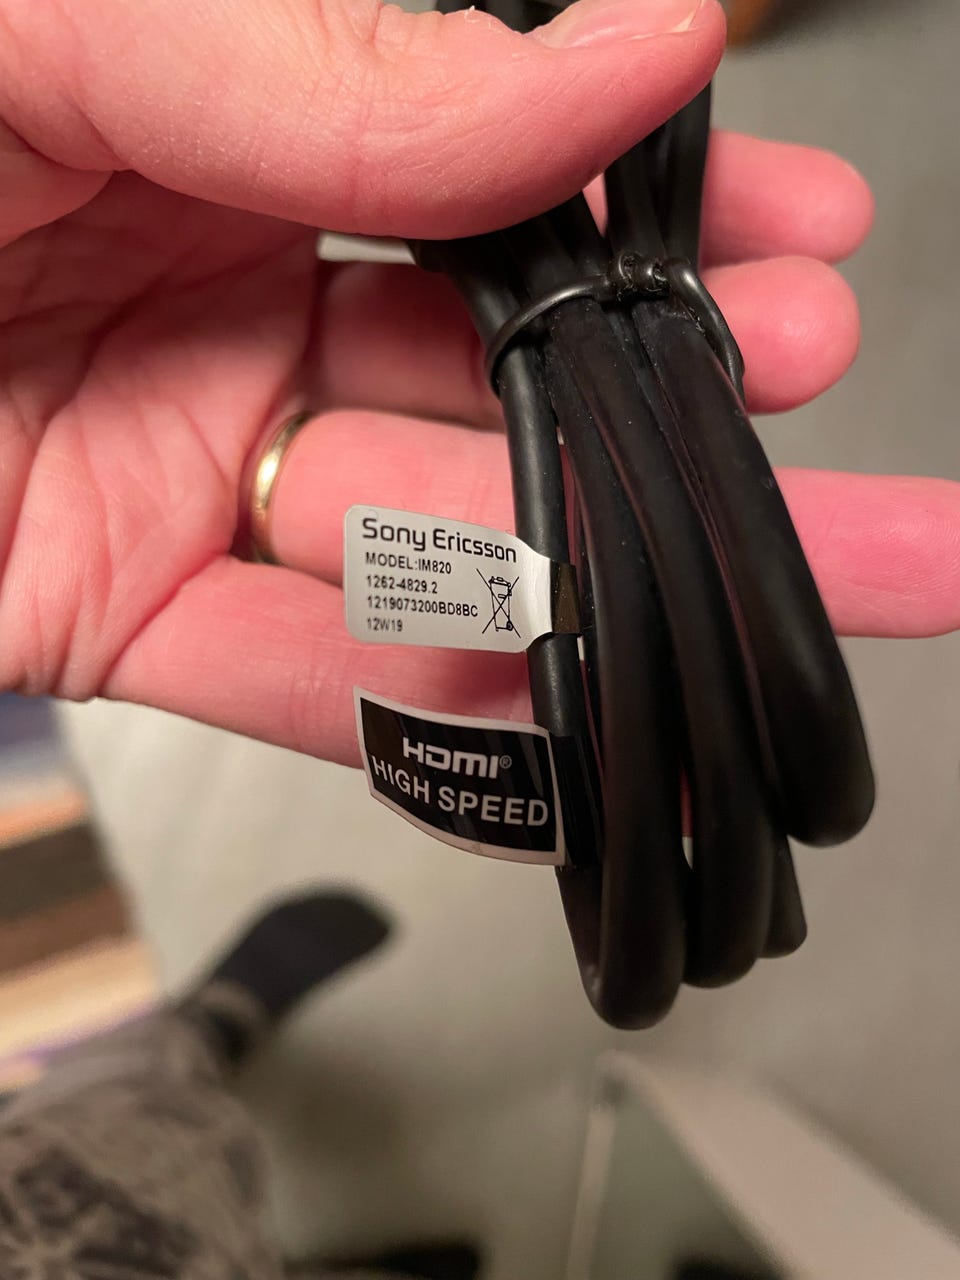 Sony Ericsson
MODEL:IM820
1262-4829.2
1219073200BD8BC
12W19
HDMI®
HIGH SPEED